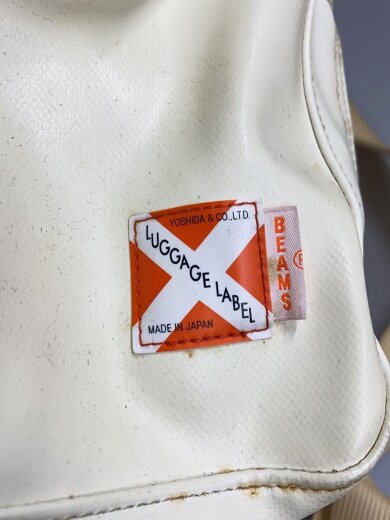 YOSHIDA & CO., LTD.
LUGGAGE LABEL
MADE IN JAPAN
BEAMS